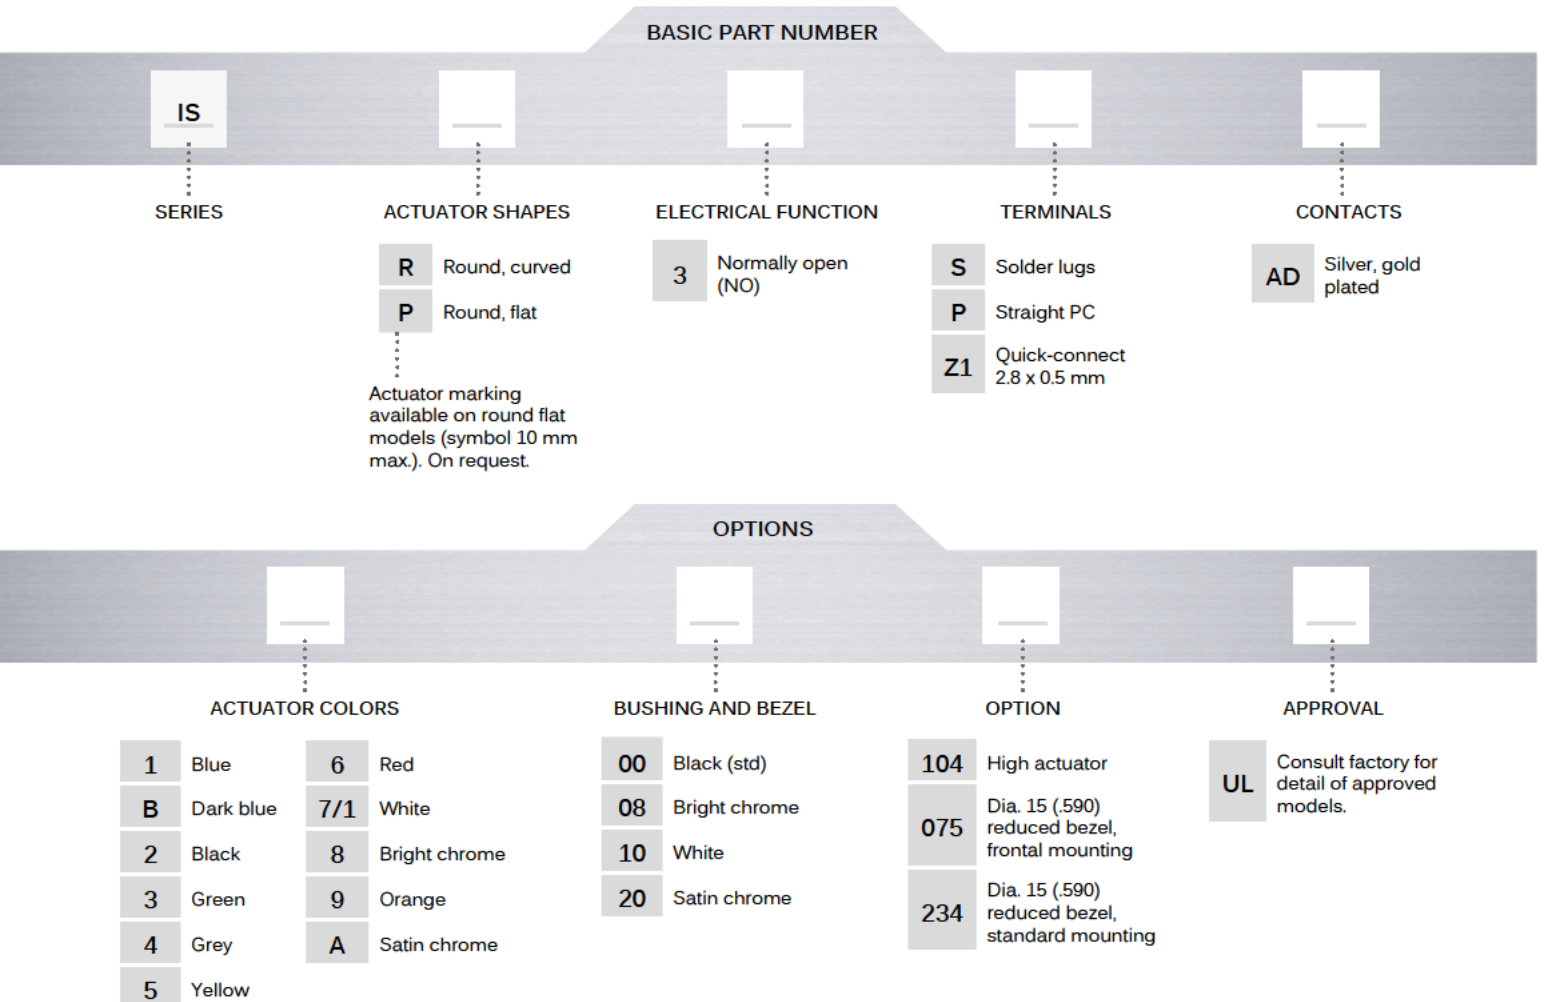 BASIC PART NUMBER
IS
SERIES
ACTUATOR SHAPES
R Round, curved
P Round, flat
Actuator marking
available on round flat
models (symbol 10 mm
max.). On request.
ELECTRICAL FUNCTION
3 Normally open
(NO)
TERMINALS
S Solder lugs
P Straight PC
Z1 Quick-connect
2.8 x 0.5 mm
CONTACTS
AD Silver, gold
plated
OPTIONS
ACTUATOR COLORS
1 Blue
B Dark blue
2 Black
3 Green
4 Grey
5 Yellow
6 Red
7/1 White
8 Bright chrome
9 Orange
A Satin chrome
BUSHING AND BEZEL
00 Black (std)
08 Bright chrome
10 White
20 Satin chrome
OPTION
104 High actuator
075 Dia. 15 (.590)
reduced bezel,
frontal mounting
234 Dia. 15 (.590)
reduced bezel,
standard mounting
APPROVAL
UL Consult factory for
detail of approved
models.